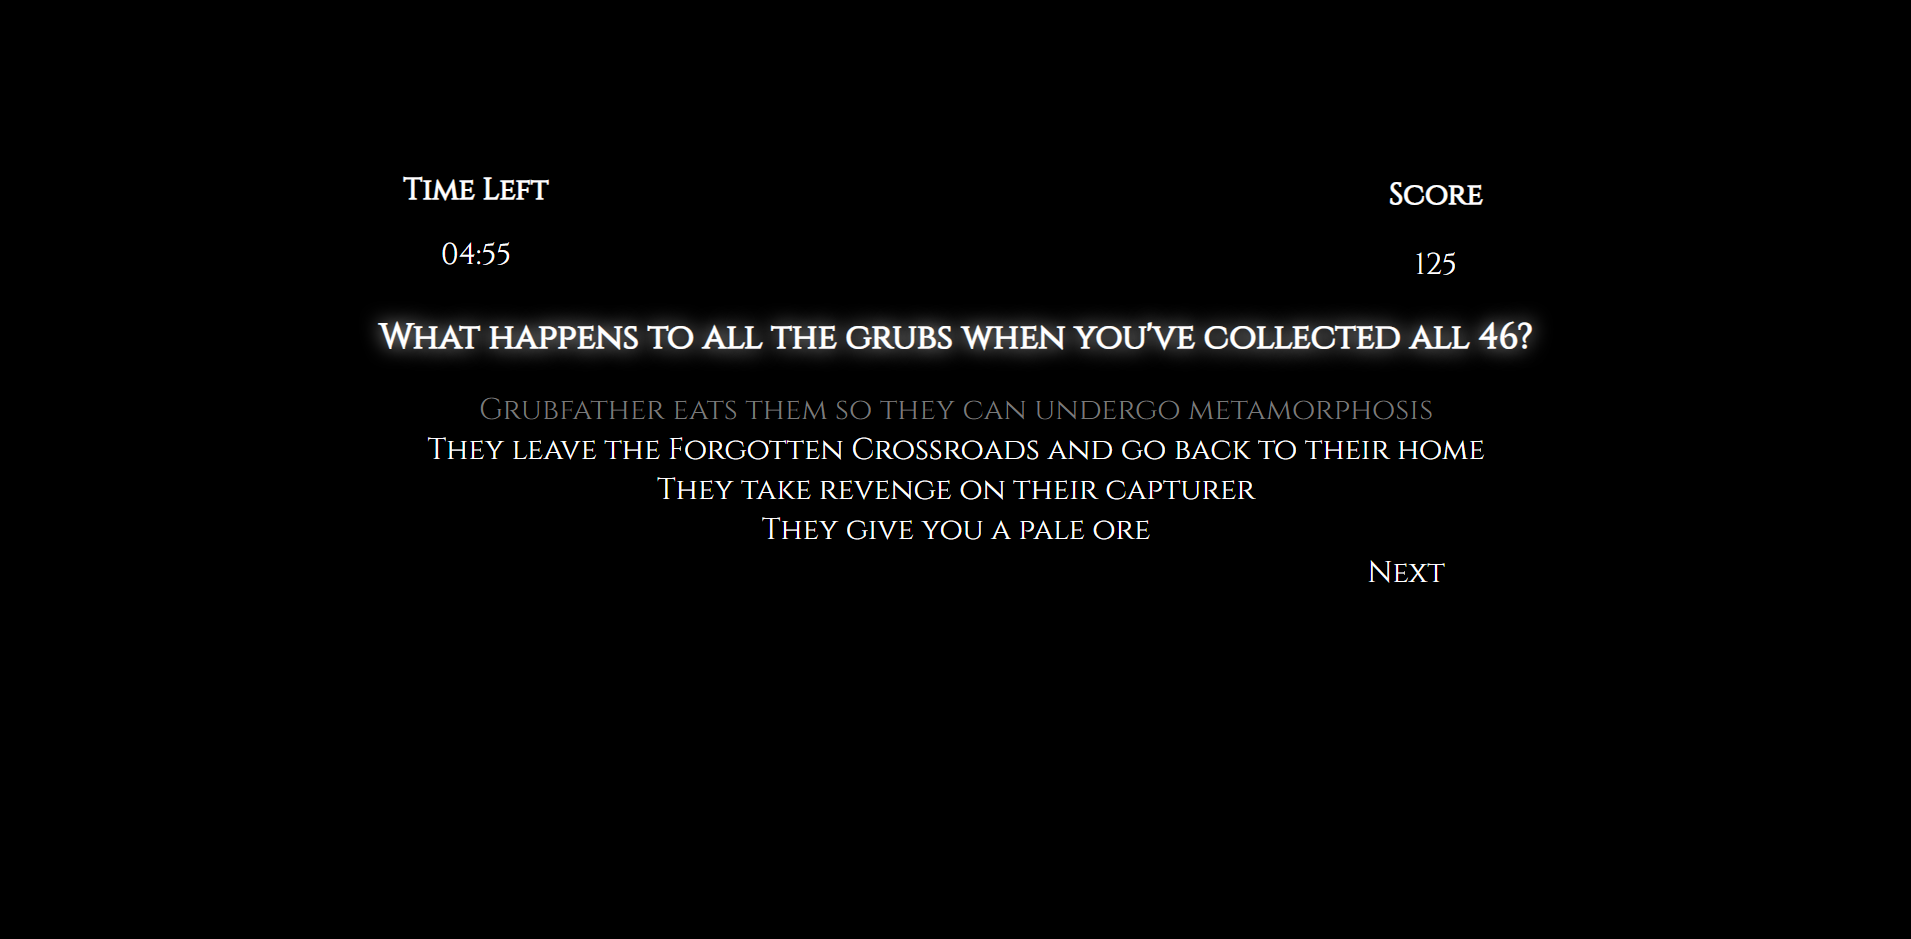 Time Left
Score
04:55
125
What happens to all the grubs when you've collected all 46?
Grubfather eats them so they can undergo metamorphosis
They leave the Forgotten Crossroads and go back to their home
They take revenge on their capturer
They give you a pale ore
Next